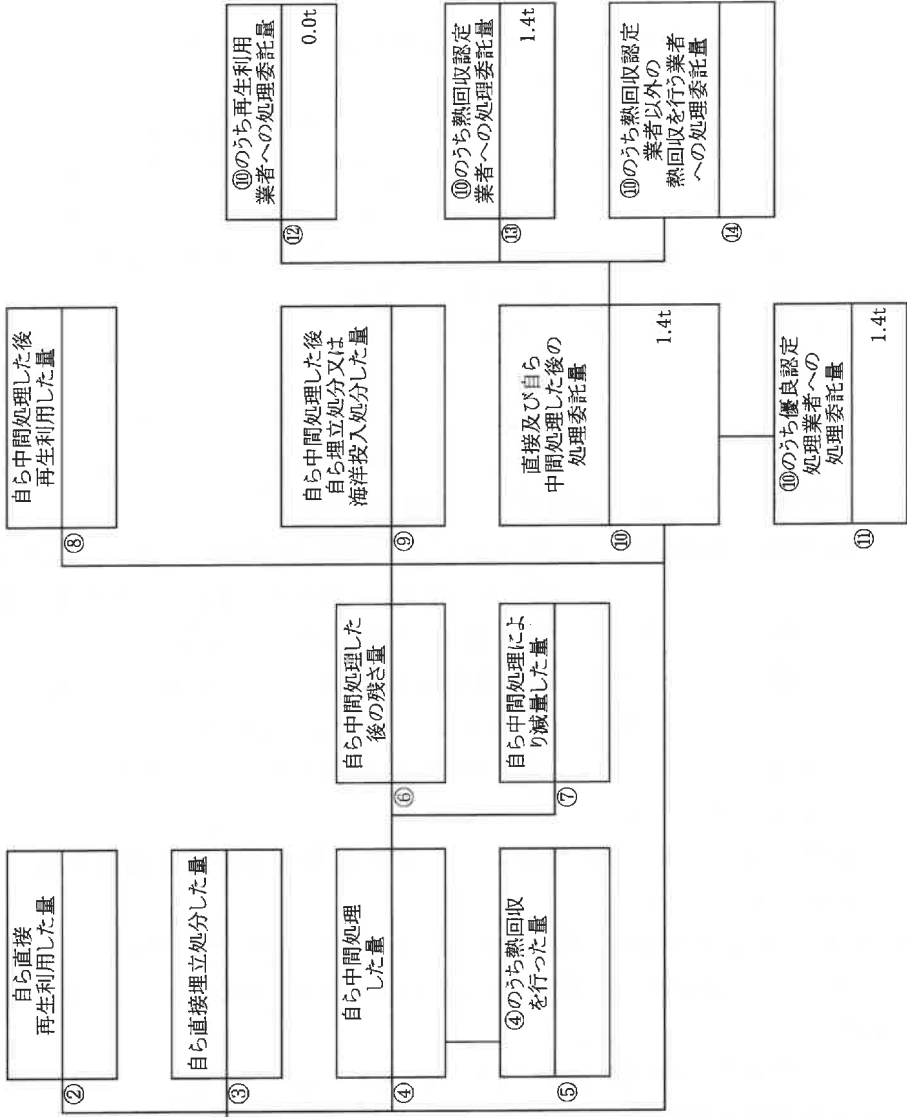 ②
自ら直接
再生利用した量
③
自ら直接埋立処分した量
④
自ら中間処理
した量
⑤
④のうち熱回収
を行った量
⑥
自ら中間処理した
後の残さ量
⑦
自ら中間処理によ
り減量した量
⑧
自ら中間処理した後
再生利用した量
⑨
自ら中間処理した後
自ら埋立処分又は
海洋投入処分した量
⑩
直接及び自ら
中間処理した後の
処理委託量
1.4t
⑪
⑩のうち優良認定
処理業者への
処理委託量
1.4t
⑫
⑩のうち再生利用
業者への処理委託量
0.0t
⑬
⑩のうち熱回収認定
業者への処理委託量
1.4t
⑭
⑩のうち熱回収認定
業者以外の
熱回収を行う業者
への処理委託量